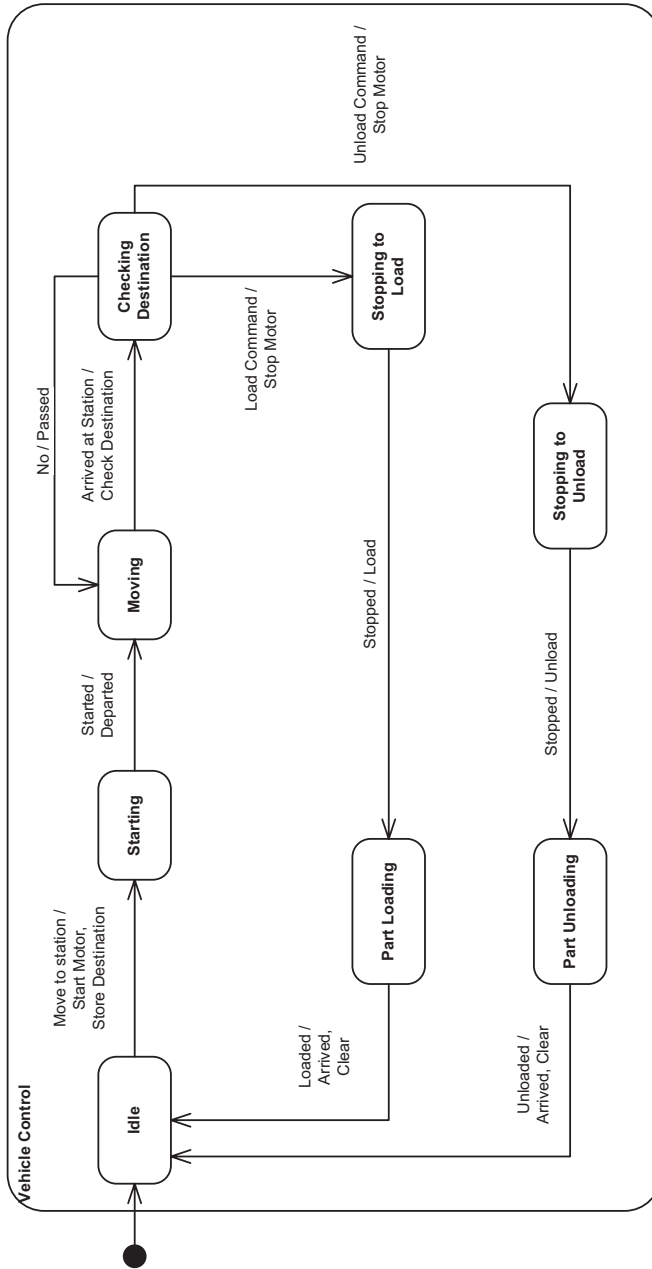 Vehicle Control
Idle
Move to station /
Start Motor,
Store Destination
Starting
Started /
Departed
Moving
No / Passed
Arrived at Station /
Check Destination
Checking
Destination
Unload Command /
Stop Motor
Load Command /
Stop Motor
Stopping to
Load
Stopped / Load
Part Loading
Loaded /
Arrived,
Clear
Stopping to
Unload
Stopped / Unload
Part Unloading
Unloaded /
Arrived, Clear